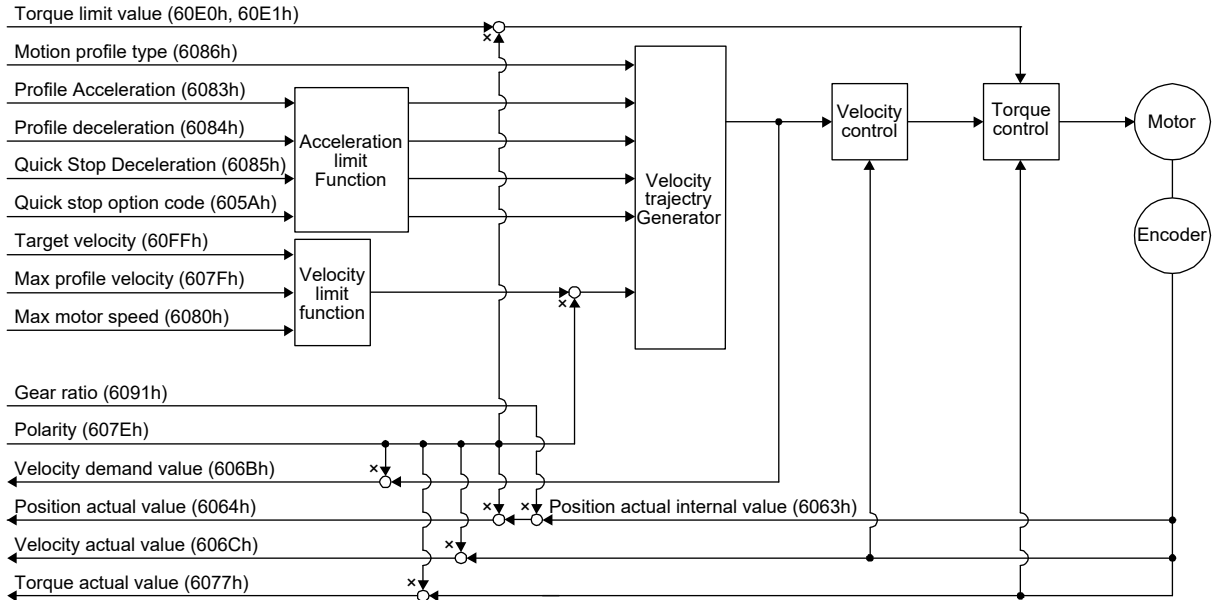 Torque limit value (60E0h, 60E1h)
×
Motion profile type (6086h)
Profile Acceleration (6083h)
Profile deceleration (6084h)
Quick Stop Deceleration (6085h)
Quick stop option code (605Ah)
Acceleration
limit
Function
Target velocity (60FFh)
Max profile velocity (607Fh)
Max motor speed (6080h)
Velocity
limit
function
×
Velocity
trajectry
Generator
Velocity
control
Torque
control
Motor
Encoder
Gear ratio (6091h)
Polarity (607Eh)
Velocity demand value (606Bh)
×
Position actual value (6064h)
×
×
Position actual internal value (6063h)
Velocity actual value (606Ch)
×
Torque actual value (6077h)
×